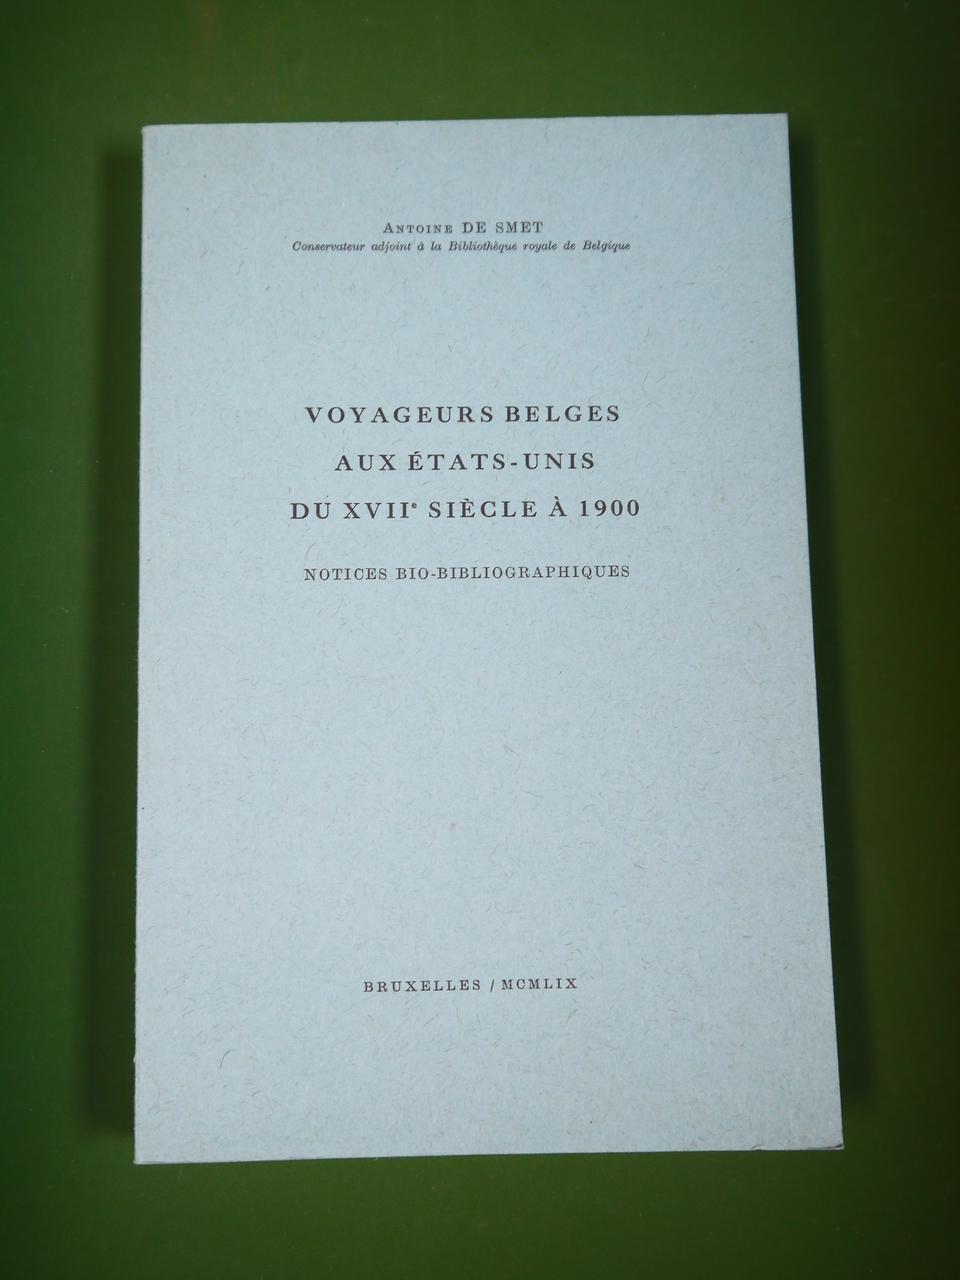 Antoine DE SMET
Conservateur adjoint à la Bibliothèque royale de Belgique
VOYAGEURS BELGES
AUX ÉTATS-UNIS
DU XVIIe SIÈCLE À 1900
NOTICES BIO-BIBLIOGRAPHIQUES
BRUXELLES / MCMLIX